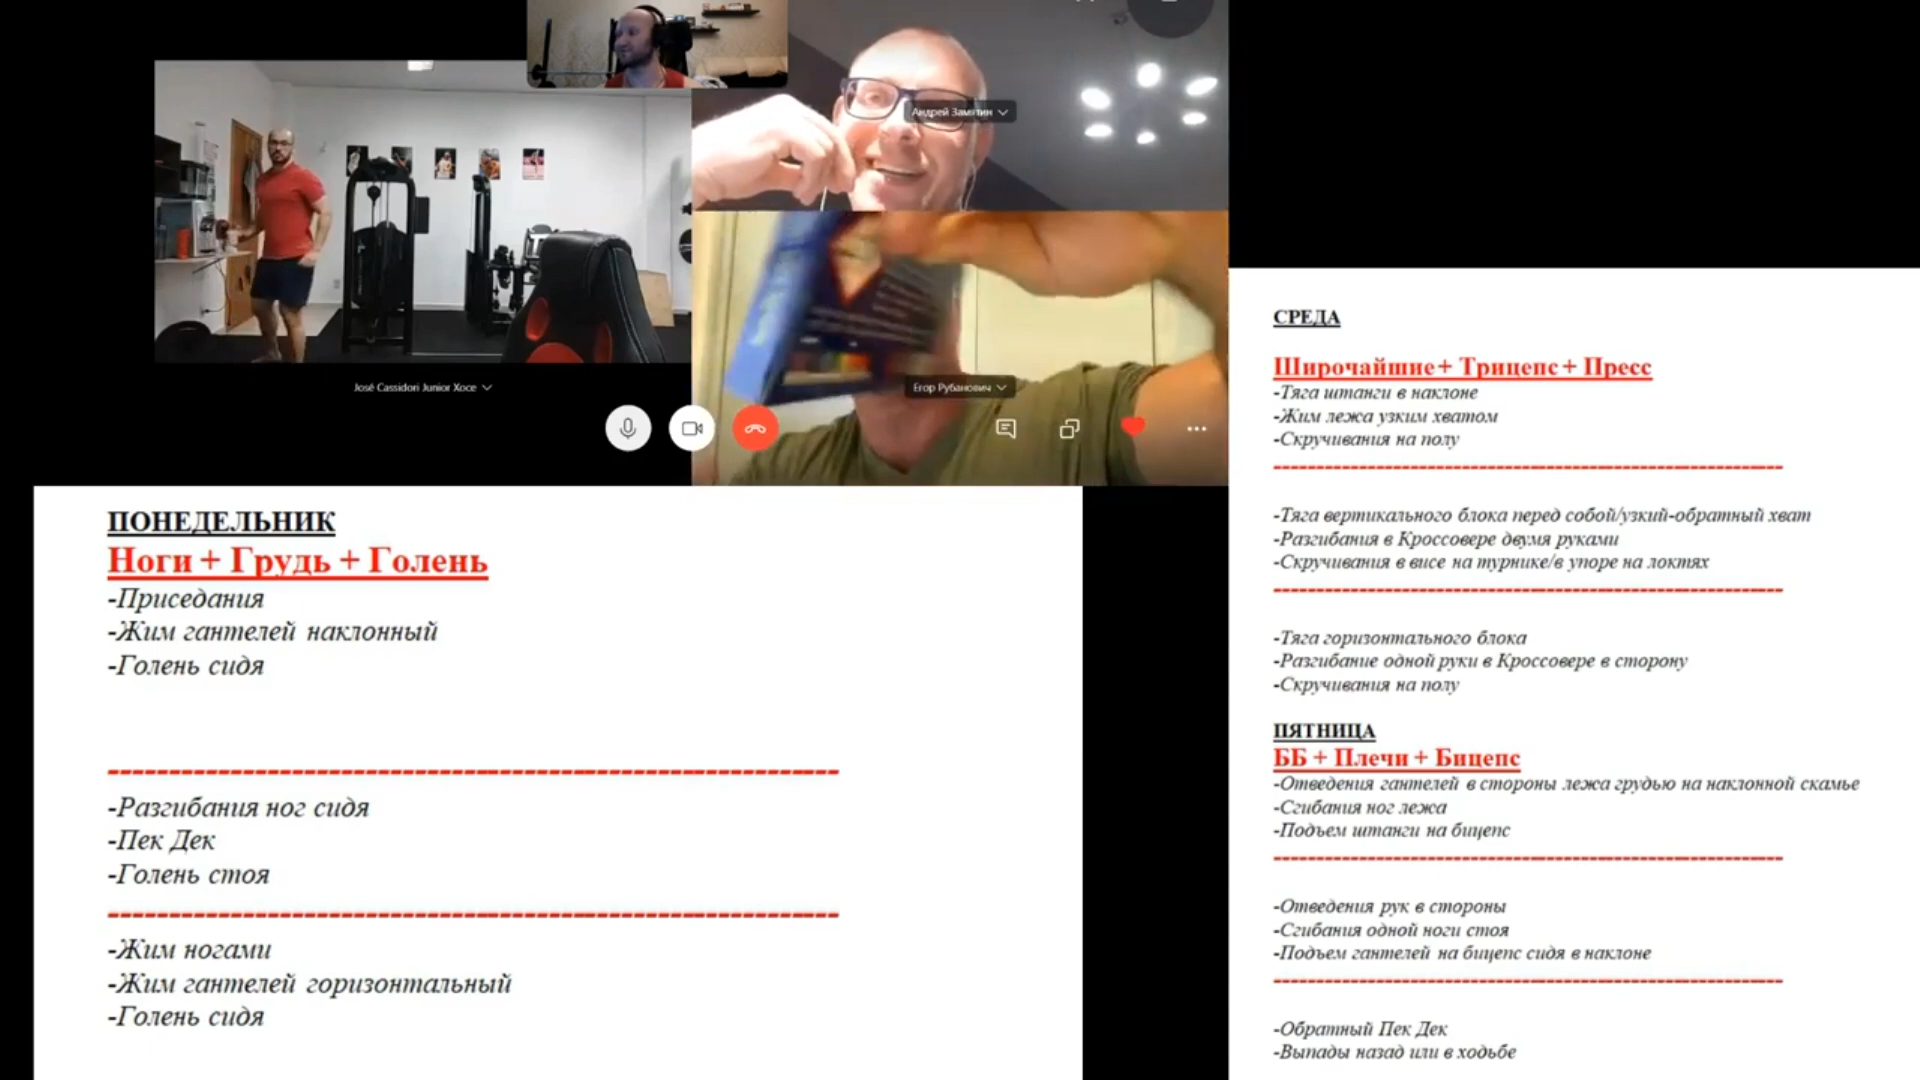 Андрей Замятин
José Cassidori Junior Хосе
Егор Рубанович
ПОНЕДЕЛЬНИК
Ноги + Грудь + Голень
-Приседания
-Жим гантелей наклонный
-Голень сидя
-Разгибания ног сидя
-Пек Дек
-Голень стоя
-Жим ногами
-Жим гантелей горизонтальный
-Голень сидя
СРЕДА
Широчайшие+ Трицепс + Пресс
-Тяга штанги в наклоне
-Жим лежа узким хватом
-Скручивания на полу
-Тяга вертикального блока перед собой/узкий-обратный хват
-Разгибания в Кроссовере двумя руками
-Скручивания в висе на турнике/в упоре на локтях
-Тяга горизонтального блока
-Разгибание одной руки в Кроссовере в сторону
-Скручивания на полу
ПЯТНИЦА
ББ + Плечи + Бицепс
-Отведения гантелей в стороны лежа грудью на наклонной скамье
-Сгибания ног лежа
-Подъем штанги на бицепс
-Отведения рук в стороны
-Сгибания одной ноги стоя
-Подъем гантелей на бицепс сидя в наклоне
-Обратный Пек Дек
-Выпады назад или в ходьбе